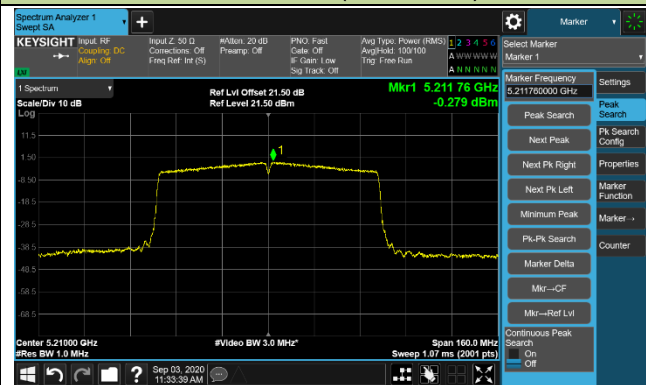 Spectrum Analyzer 1
Swept SA
+
Marker
KEYSIGHT
Input: RF
Coupling: DC
Align: Off
Input Z: 50 Ω
Corrections: Off
Freq Ref: Int (S)
#Atten: 20 dB
Preamp: Off
PNO: Fast
Gate: Off
IF Gain: Low
Sig Track: Off
Avg Type: Power (RMS)
Avg|Hold: 100/100
Trig: Free Run
1 2 3 4 5 6
A W W W W W
A N N N N N
LXI
Select Marker
Marker 1
1 Spectrum
Scale/Div 10 dB
Log
Ref Lvl Offset 21.50 dB
Ref Level 21.50 dBm
Mkr1 5.211 76 GHz
-0.279 dBm
1
11.5
1.50
-8.50
-18.5
-28.5
-38.5
-48.5
-58.5
-68.5
Center 5.21000 GHz
#Res BW 1.0 MHz
#Video BW 3.0 MHz*
Span 160.0 MHz
Sweep 1.07 ms (2001 pts)
Marker Frequency
5.211760000 GHz
Peak Search
Next Peak
Next Pk Right
Next Pk Left
Minimum Peak
Pk-Pk Search
Marker Delta
Mkr→CF
Mkr→Ref Lvl
Continuous Peak
Search
On
Off
Settings
Peak
Search
Pk Search
Config
Properties
Marker
Function
Marker→
Counter
?
Sep 03, 2020
11:33:39 AM